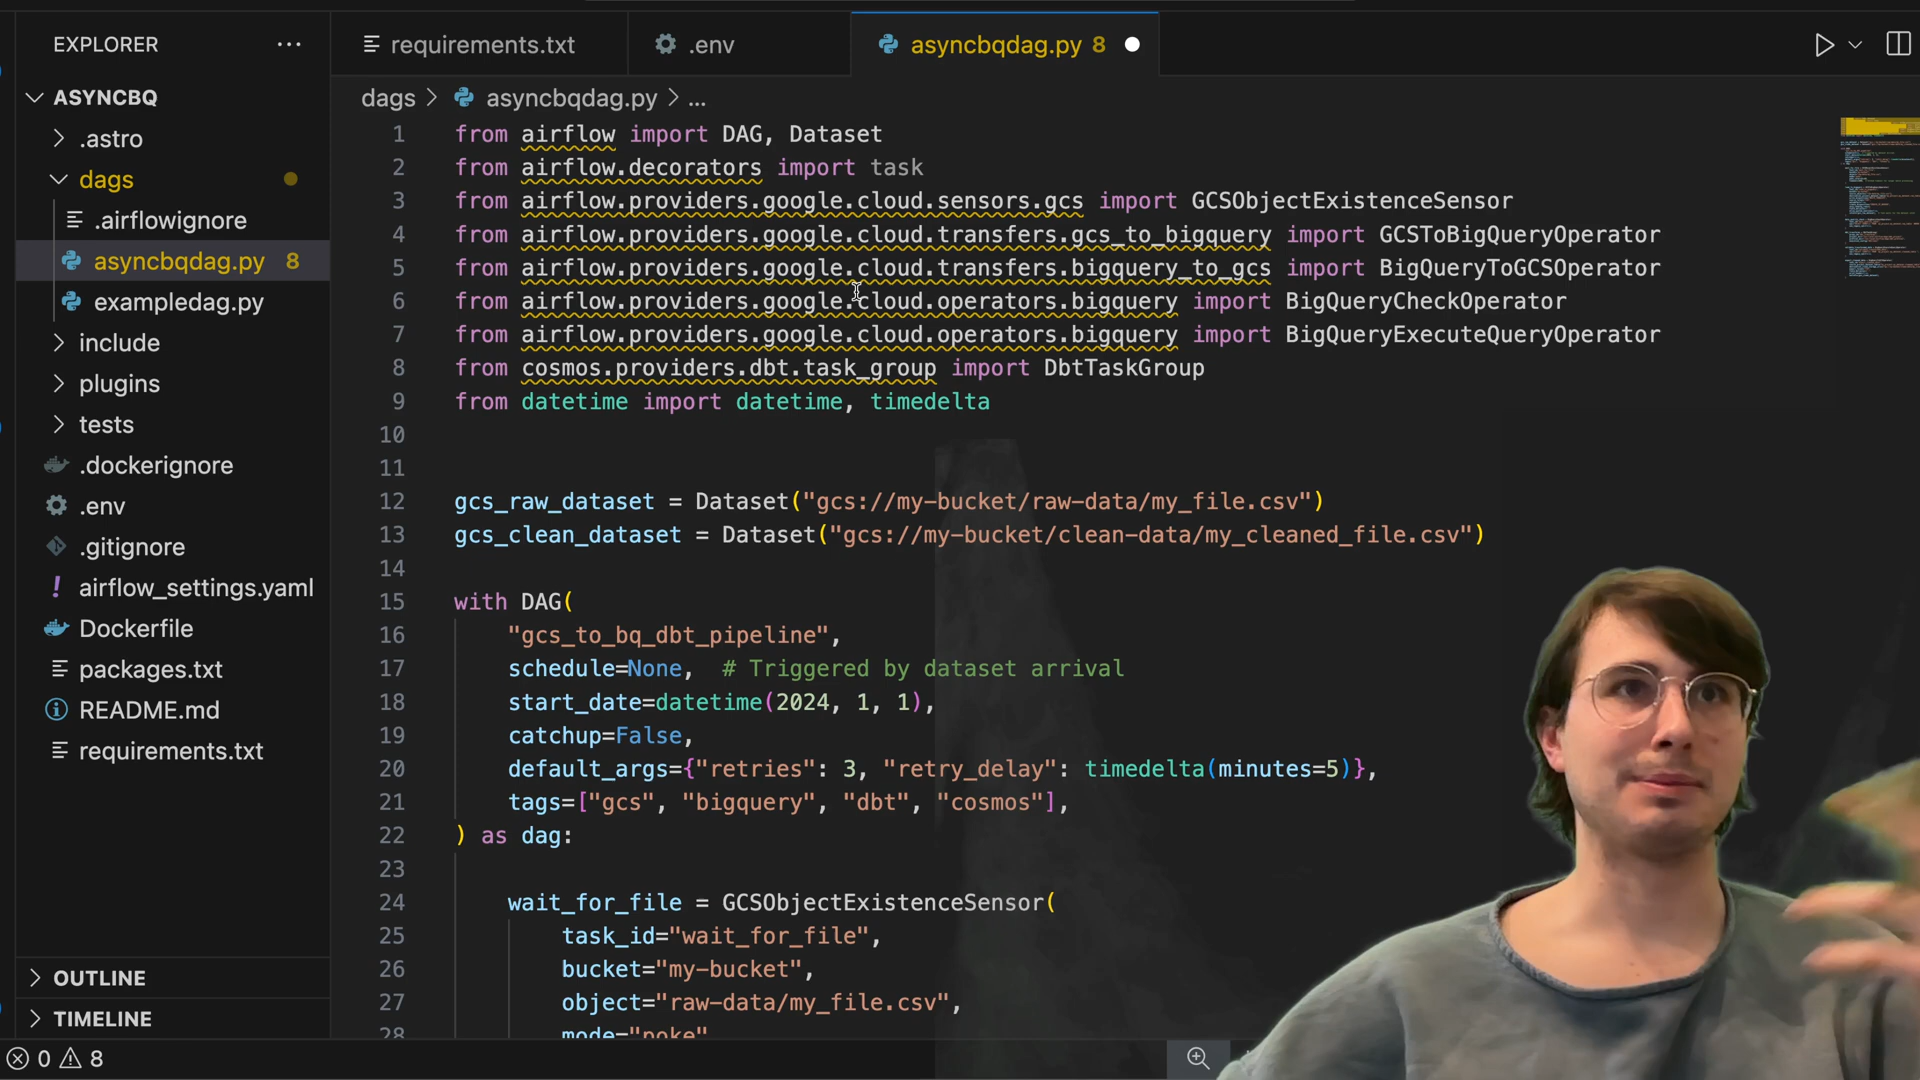 EXPLORER
requirements.txt
.env
asyncbqdag.py 8
ASYNCBQ
.astro
dags
.airflowignore
asyncbqdag.py 8
exampledag.py
include
plugins
tests
.dockerignore
.env
.gitignore
airflow_settings.yaml
Dockerfile
packages.txt
README.md
requirements.txt
OUTLINE
TIMELINE
0 8
dags > asyncbqdag.py > ...
1 from airflow import DAG, Dataset
2 from airflow.decorators import task
3 from airflow.providers.google.cloud.sensors.gcs import GCSObjectExistenceSensor
4 from airflow.providers.google.cloud.transfers.gcs_to_bigquery import GCSToBigQueryOperator
5 from airflow.providers.google.cloud.transfers.bigquery_to_gcs import BigQueryToGCSOperator
6 from airflow.providers.google.cloud.operators.bigquery import BigQueryCheckOperator
7 from airflow.providers.google.cloud.operators.bigquery import BigQueryExecuteQueryOperator
8 from cosmos.providers.dbt.task_group import DbtTaskGroup
9 from datetime import datetime, timedelta
10
11
12 gcs_raw_dataset = Dataset("gcs://my-bucket/raw-data/my_file.csv")
13 gcs_clean_dataset = Dataset("gcs://my-bucket/clean-data/my_cleaned_file.csv")
14
15 with DAG(
16 "gcs_to_bq_dbt_pipeline",
17 schedule=None, # Triggered by dataset arrival
18 start_date=datetime(2024, 1, 1),
19 catchup=False,
20 default_args={"retries": 3, "retry_delay": timedelta(minutes=5)},
21 tags=["gcs", "bigquery", "dbt", "cosmos"],
22 ) as dag:
23
24 wait_for_file = GCSObjectExistenceSensor(
25 task_id="wait_for_file",
26 bucket="my-bucket",
27 object="raw-data/my_file.csv",
28 mode="poke"